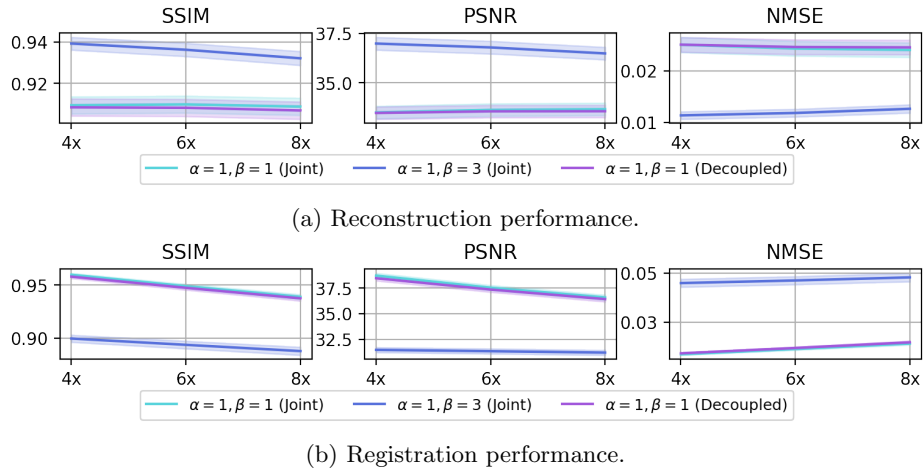 SSIM PSNR NMSE
0.94
0.92
37.5
35.0
0.02
0.01
4x 6x 8x 4x 6x 8x 4x 6x 8x
α = 1, β = 1 (Joint) α = 1, β = 3 (Joint) α = 1, β = 1 (Decoupled)
(a) Reconstruction performance.
SSIM PSNR NMSE
0.95
0.90
37.5
35.0
32.5
0.05
0.03
4x 6x 8x 4x 6x 8x 4x 6x 8x
α = 1, β = 1 (Joint) α = 1, β = 3 (Joint) α = 1, β = 1 (Decoupled)
(b) Registration performance.